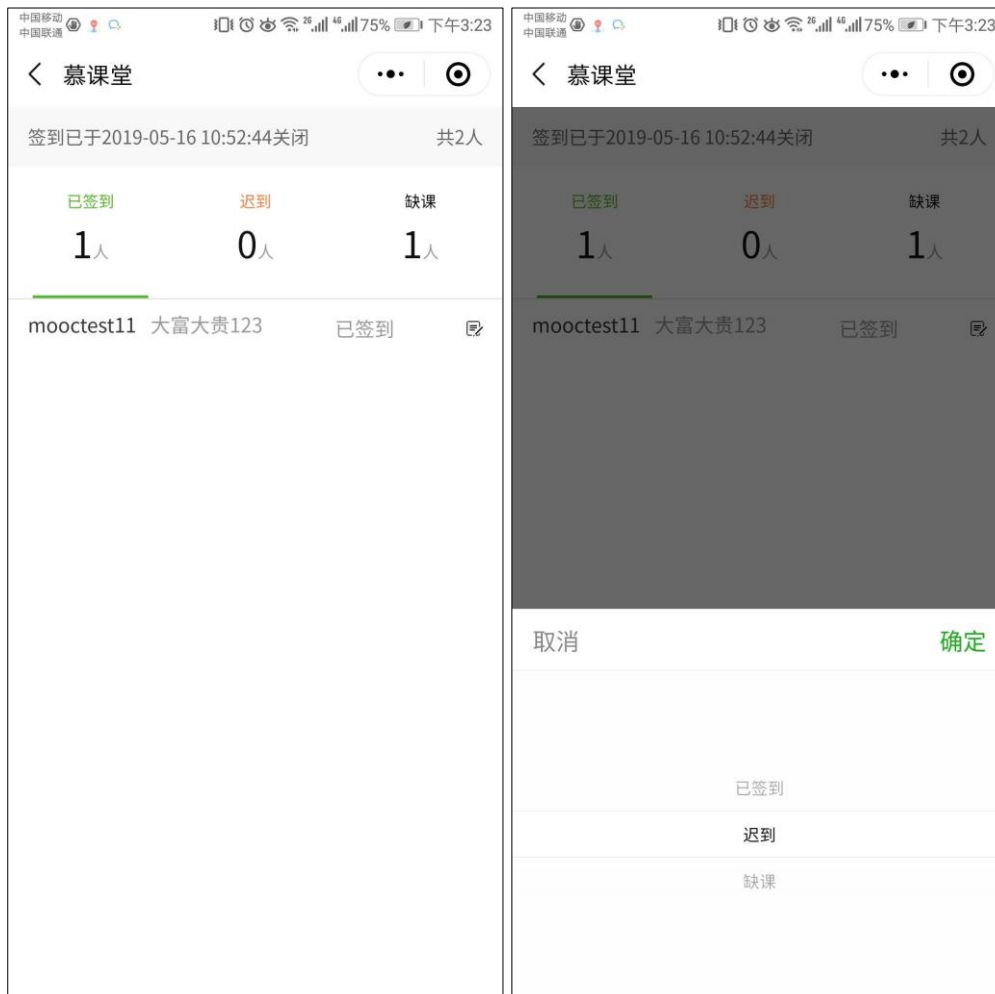 中国移动
中国联通
2G 4G 75% 下午3:23
慕课堂
签到已于2019-05-16 10:52:44关闭 共2人
已签到 迟到 缺课
1人 0人 1人
mooctest11 大富大贵123 已签到
中国移动
中国联通
2G 4G 75% 下午3:23
慕课堂
签到已于2019-05-16 10:52:44关闭 共2人
已签到 迟到 缺课
1人 0人 1人
mooctest11 大富大贵123 已签到
取消 确定
已签到
迟到
缺课